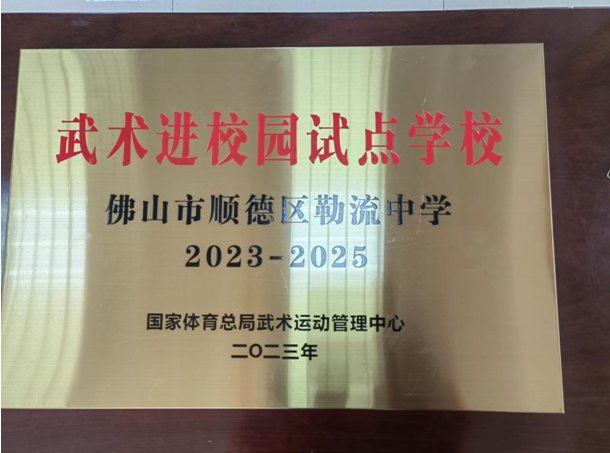 武术进校园试点学校
佛山市顺德区勒流中学
2023-2025
国家体育总局武术运动管理中心
二〇二三年